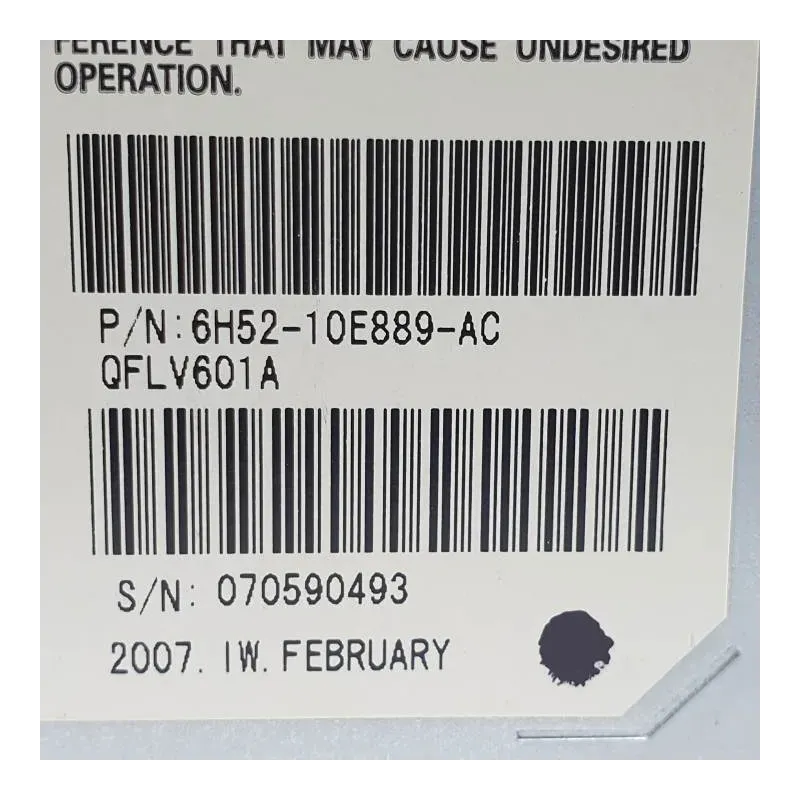 FERENCE THAT MAY CAUSE UNDESIRED
OPERATION.
P/N:6H52-10E889-AC
QFLV601A
S/N: 070590493
2007. IW. FEBRUARY